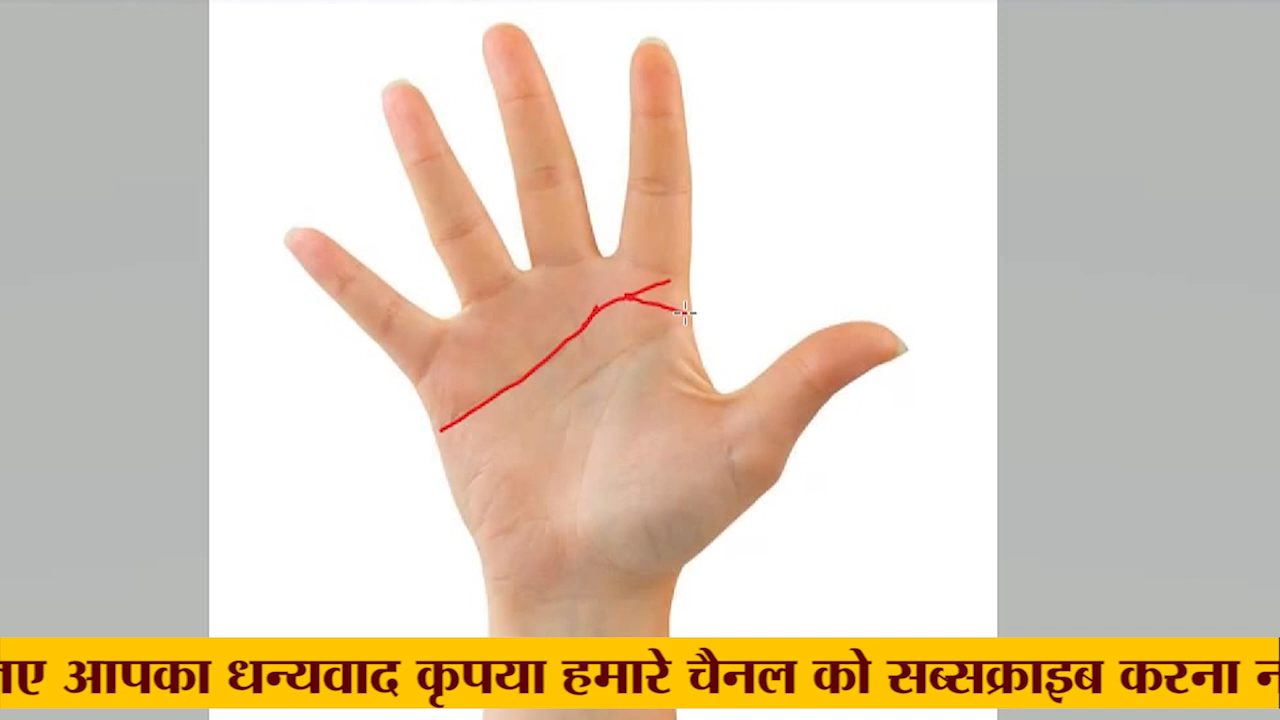 आपका धन्यवाद कृपया हमारे चैनल को सब्सक्राइब करना